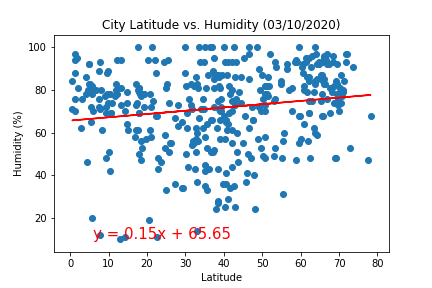 City Latitude vs. Humidity (03/10/2020)
100
80
60
40
20
Humidity (%)
y = 0.15x + 65.65
0 10 20 30 40 50 60 70 80
Latitude